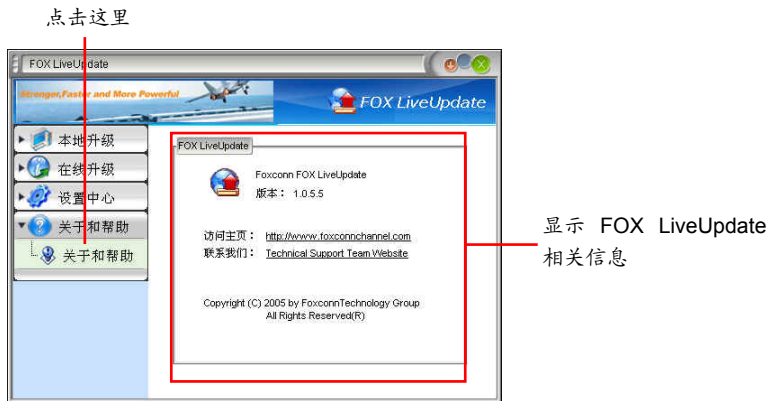 点击这里
FOX LiveUpdate
Stronger,Faster and More Powerful
FOX LiveUpdate
本地升级
在线升级
设置中心
关于和帮助
关于和帮助
FOX LiveUpdate
Foxconn FOX LiveUpdate
版本： 1.0.5.5
访问主页： http://www.foxconnchannel.com
联系我们： Technical Support Team Website
Copyright (C) 2005 by FoxconnTechnology Group
All Rights Reserved(R)
显示 FOX LiveUpdate
相关信息